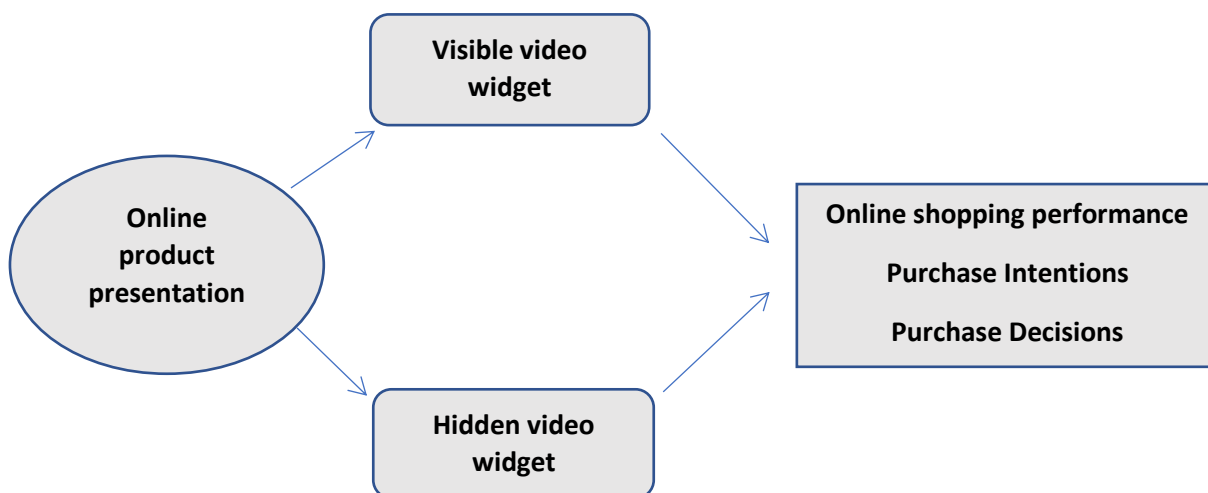 Visible video
widget
Online
product
presentation
Online shopping performance
Purchase Intentions
Purchase Decisions
Hidden video
widget